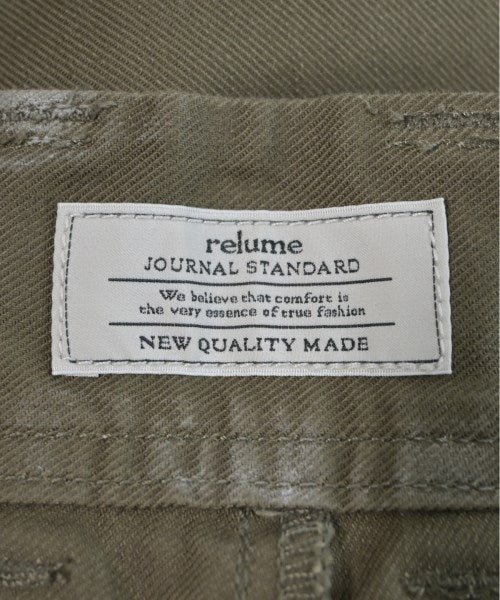 relume
JOURNAL STANDARD
We believe that comfort is
the very essence of true fashion
NEW QUALITY MADE